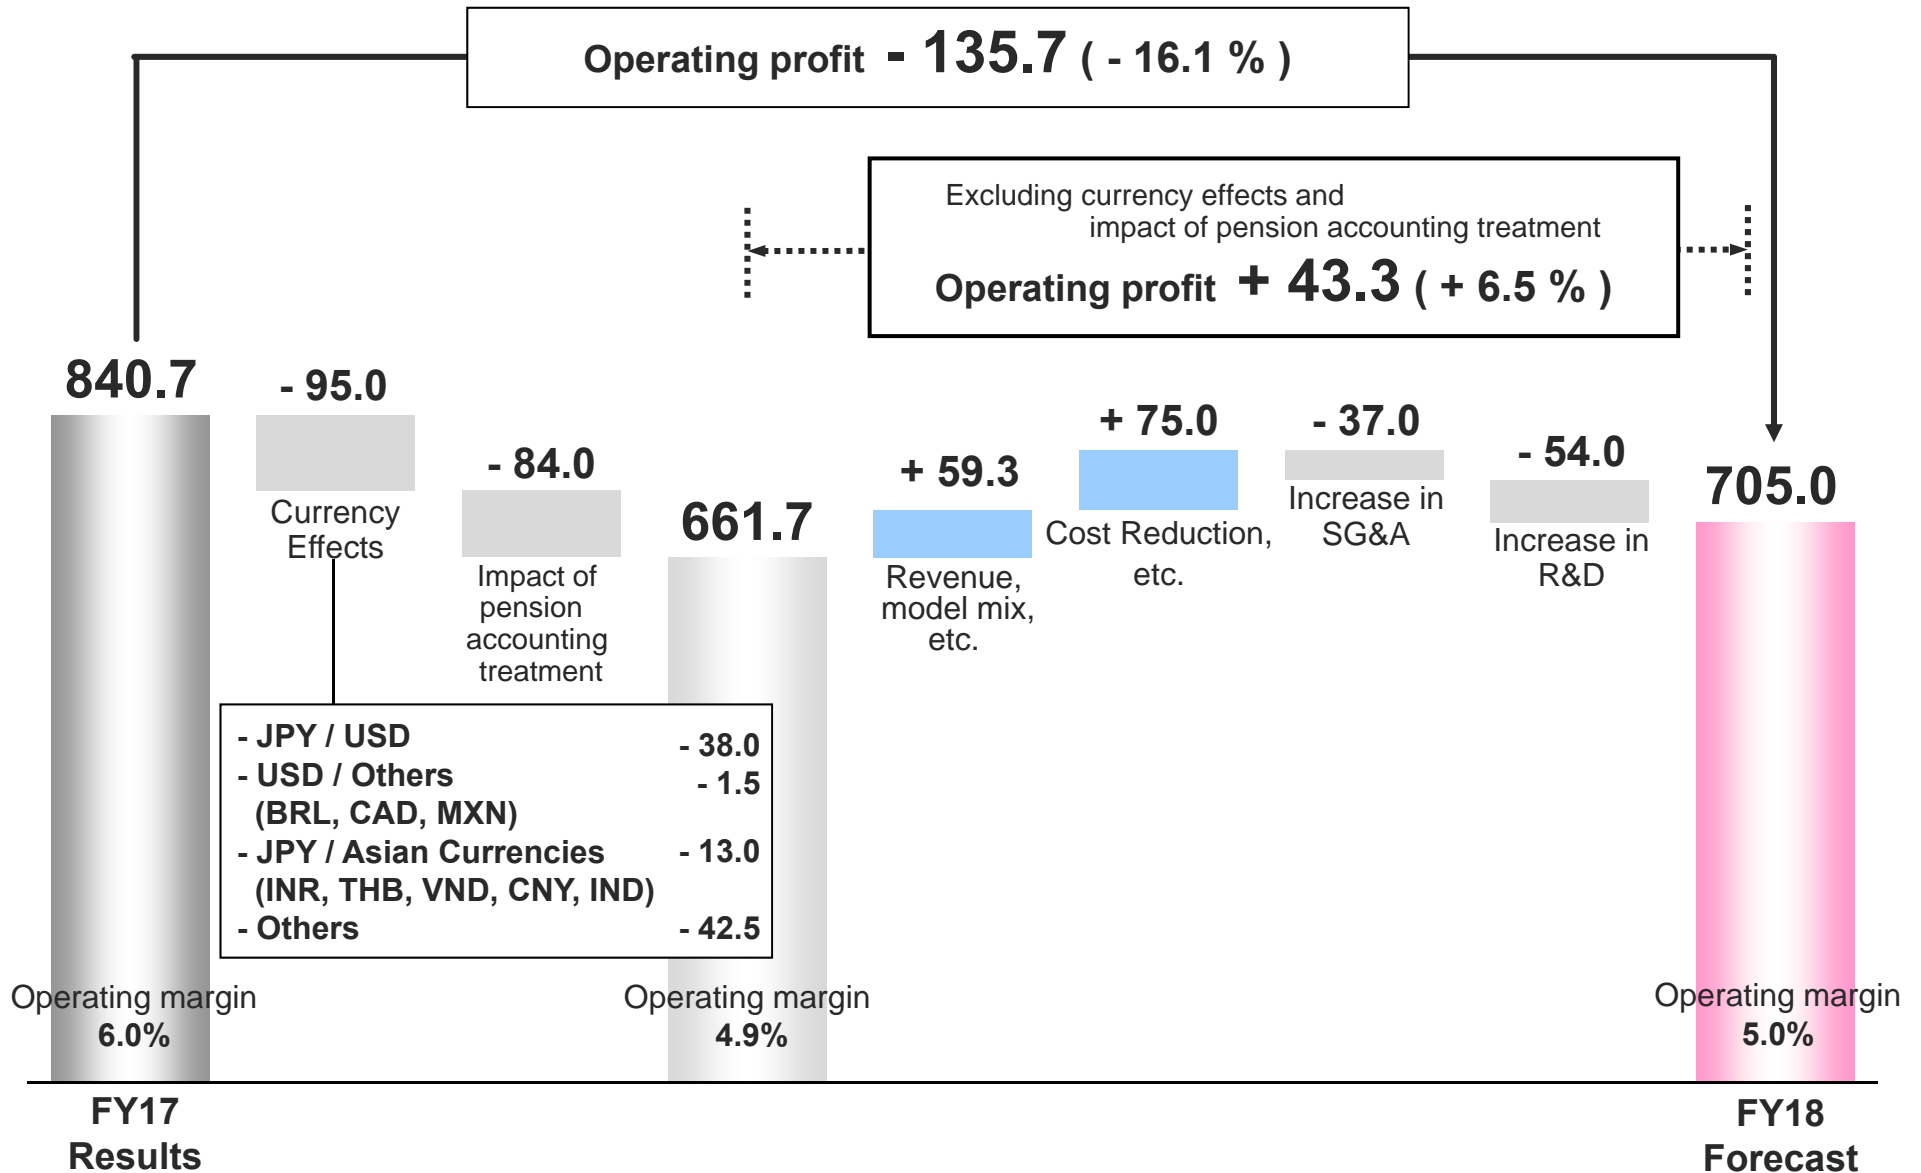 Operating profit - 135.7 ( - 16.1 % )
Excluding currency effects and
impact of pension accounting treatment
Operating profit + 43.3 ( + 6.5 % )
840.7
- 95.0
Currency
Effects
- 84.0
Impact of
pension
accounting
treatment
661.7
+ 59.3
Revenue,
model mix,
etc.
+ 75.0
Cost Reduction,
etc.
- 37.0
Increase in
SG&A
- 54.0
Increase in
R&D
705.0
- JPY / USD - 38.0
- USD / Others - 1.5
(BRL, CAD, MXN)
- JPY / Asian Currencies - 13.0
(INR, THB, VND, CNY, IND)
- Others - 42.5
Operating margin
6.0%
Operating margin
4.9%
Operating margin
5.0%
FY17
Results
FY18
Forecast